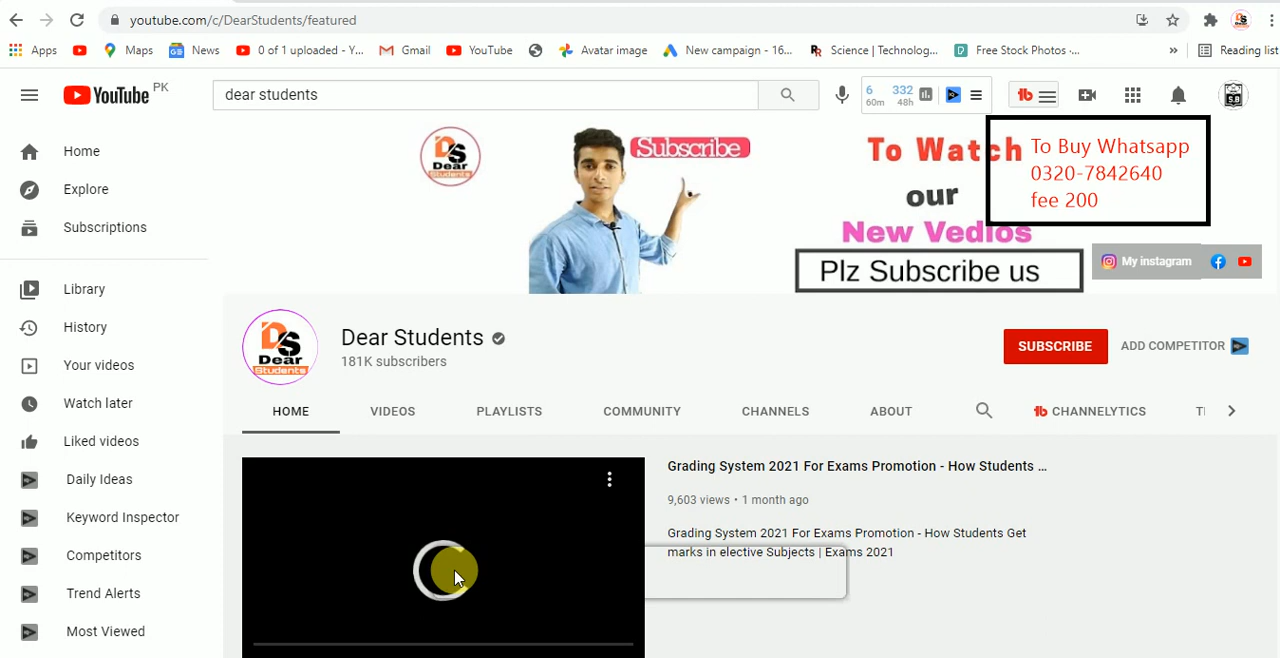 youtube.com/c/DearStudents/featured
Apps Maps News 0 of 1 uploaded - Y... Gmail YouTube Avatar image New campaign - 16... Science | Technolog... Free Stock Photos -... » Reading list
YouTube PK
dear students
6 60m 332 48h
tb
S.B
Home
Explore
Subscriptions
Library
History
Your videos
Watch later
Liked videos
Daily Ideas
Keyword Inspector
Competitors
Trend Alerts
Most Viewed
DS
Dear
Students
Subscribe
To Watch
our
New Vedios
Plz Subscribe us
To Buy Whatsapp
0320-7842640
fee 200
My instagram
DS
Dear
Students
Dear Students
181K subscribers
SUBSCRIBE ADD COMPETITOR
HOME VIDEOS PLAYLISTS COMMUNITY CHANNELS ABOUT tb CHANNELYTICS
Grading System 2021 For Exams Promotion - How Students ...
9,603 views • 1 month ago
Grading System 2021 For Exams Promotion - How Students Get
marks in elective Subjects | Exams 2021